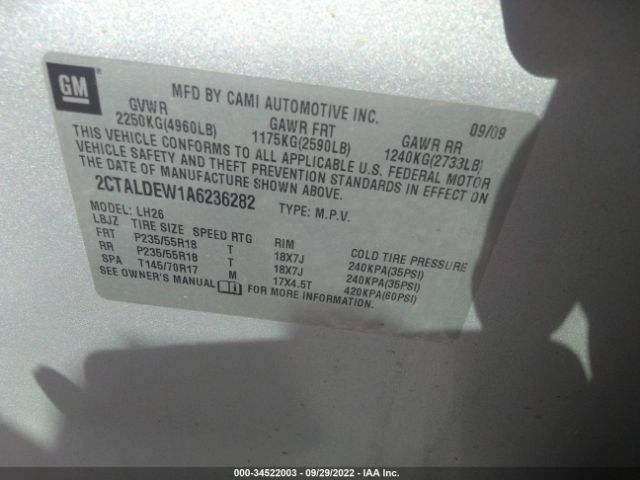 GM
MFD BY CAMI AUTOMOTIVE INC.
09/09
GVWR GAWR FRT GAWR RR
2250KG(4960LB) 1175KG(2590LB) 1240KG(2733LB)
THIS VEHICLE CONFORMS TO ALL APPLICABLE U.S. FEDERAL MOTOR
VEHICLE SAFETY AND THEFT PREVENTION STANDARDS IN EFFECT ON
THE DATE OF MANUFACTURE SHOWN ABOVE.
2CTALDEW1A6236282 TYPE: M.P.V.
MODEL: LH26
LBJZ TIRE SIZE SPEED RTG RIM COLD TIRE PRESSURE
FRT P235/55R18 T 18X7J 240KPA(35PSI)
RR P235/55R18 T 18X7J 240KPA(35PSI)
SPA T145/70R17 M 17X4.5T 420KPA(60PSI)
SEE OWNER'S MANUAL FOR MORE INFORMATION.
000-34522003 - 09/29/2022 - IAA Inc.